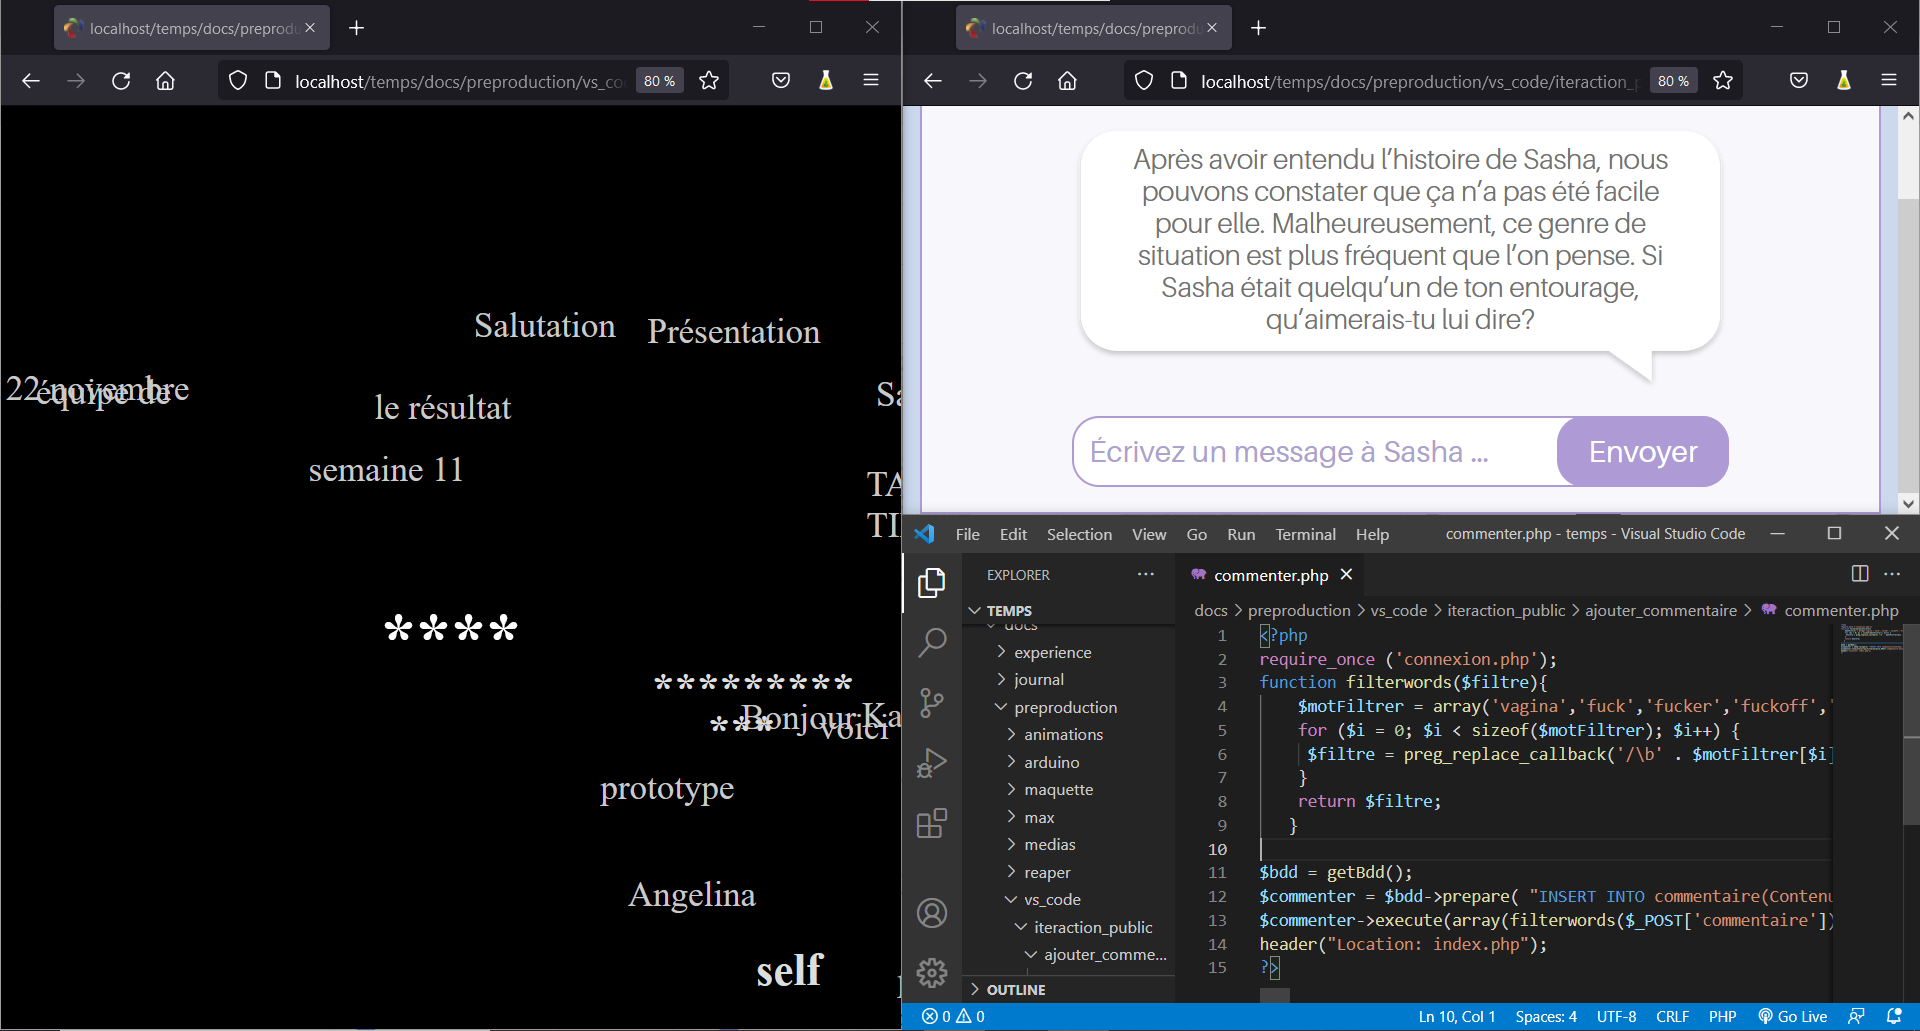 localhost/temps/docs/preprodu
localhost/temps/docs/preproduction/vs_co
80 %
Salutation
Présentation
22 novembre
équipe de
le résultat
Sa
semaine 11
TA
TI
****
*********
***
Bonjour
Ka
voici
prototype
Angelina
self
localhost/temps/docs/preprodu
localhost/temps/docs/preproduction/vs_code/iteraction_p
80 %
Après avoir entendu l’histoire de Sasha, nous
pouvons constater que ça n’a pas été facile
pour elle. Malheureusement, ce genre de
situation est plus fréquent que l’on pense. Si
Sasha était quelqu’un de ton entourage,
qu’aimerais-tu lui dire?
Écrivez un message à Sasha ...
Envoyer
File Edit Selection View Go Run Terminal Help
commenter.php - temps - Visual Studio Code
EXPLORER
TEMPS
docs
experience
journal
preproduction
animations
arduino
maquette
max
medias
reaper
vs_code
iteraction_public
ajouter_comme...
OUTLINE
commenter.php
docs > preproduction > vs_code > iteraction_public > ajouter_commentaire > commenter.php
1 <?php
2 require_once ('connexion.php');
3 function filterwords($filtre){
4 $motFiltrer = array('vagina','fuck','fucker','fuckoff','
5 for ($i = 0; $i < sizeof($motFiltrer); $i++) {
6 $filtre = preg_replace_callback('/\b' . $motFiltrer[$i]
7 }
8 return $filtre;
9 }
10
11 $bdd = getBdd();
12 $commenter = $bdd->prepare( "INSERT INTO commentaire(Contenu
13 $commenter->execute(array(filterwords($_POST['commentaire'])
14 header("Location: index.php");
15 ?>
0 0
Ln 10, Col 1 Spaces: 4 UTF-8 CRLF PHP Go Live